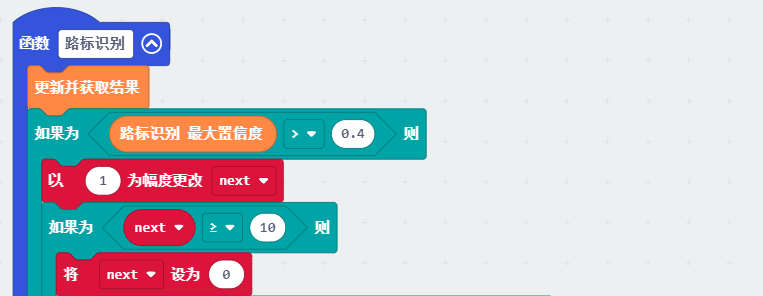 函数 路标识别
更新并获取结果
如果为 路标识别 最大置信度 > 0.4 则
以 1 为幅度更改 next
如果为 next ≥ 10 则
将 next 设为 0